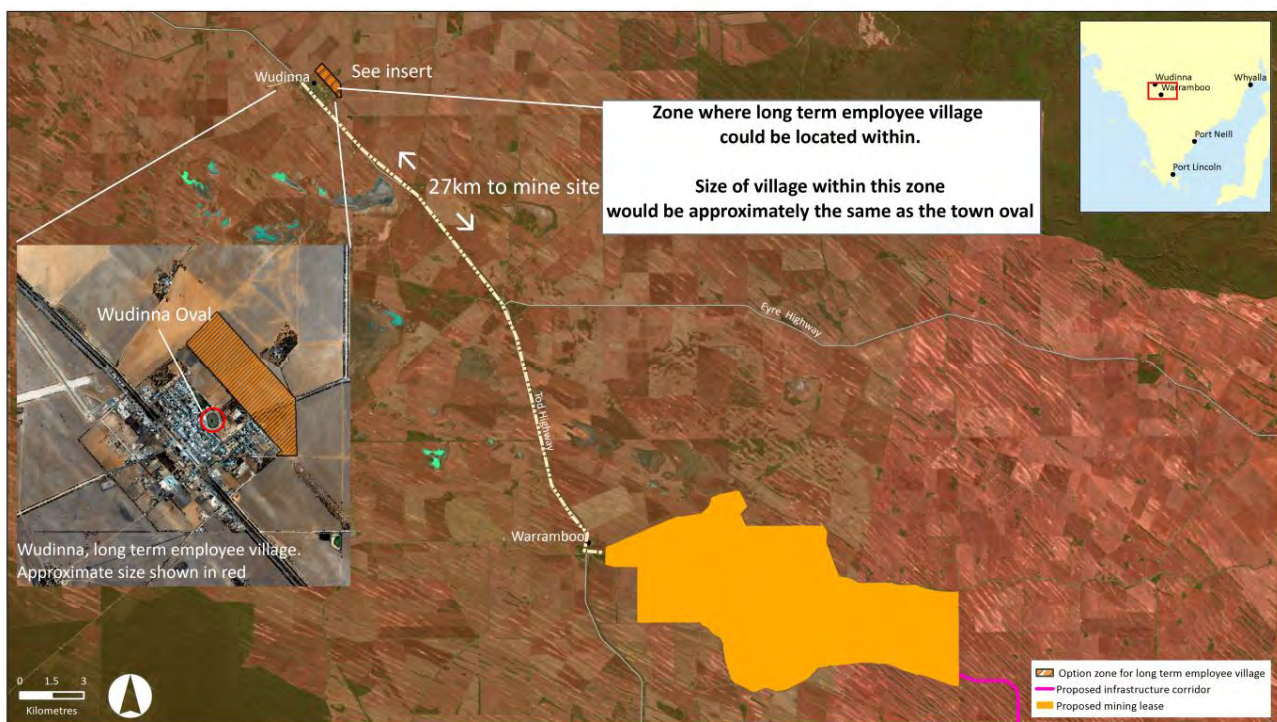 Wudinna
See insert
Zone where long term employee village
could be located within.
Size of village within this zone
would be approximately the same as the town oval
27km to mine site
Wudinna
Warramboo
Whyalla
Port Neill
Port Lincoln
Wudinna Oval
Eyre Highway
Tod Highway
Warramboo
Wudinna, long term employee village.
Approximate size shown in red
0 1.5 3
Kilometres
Option zone for long term employee village
Proposed infrastructure corridor
Proposed mining lease